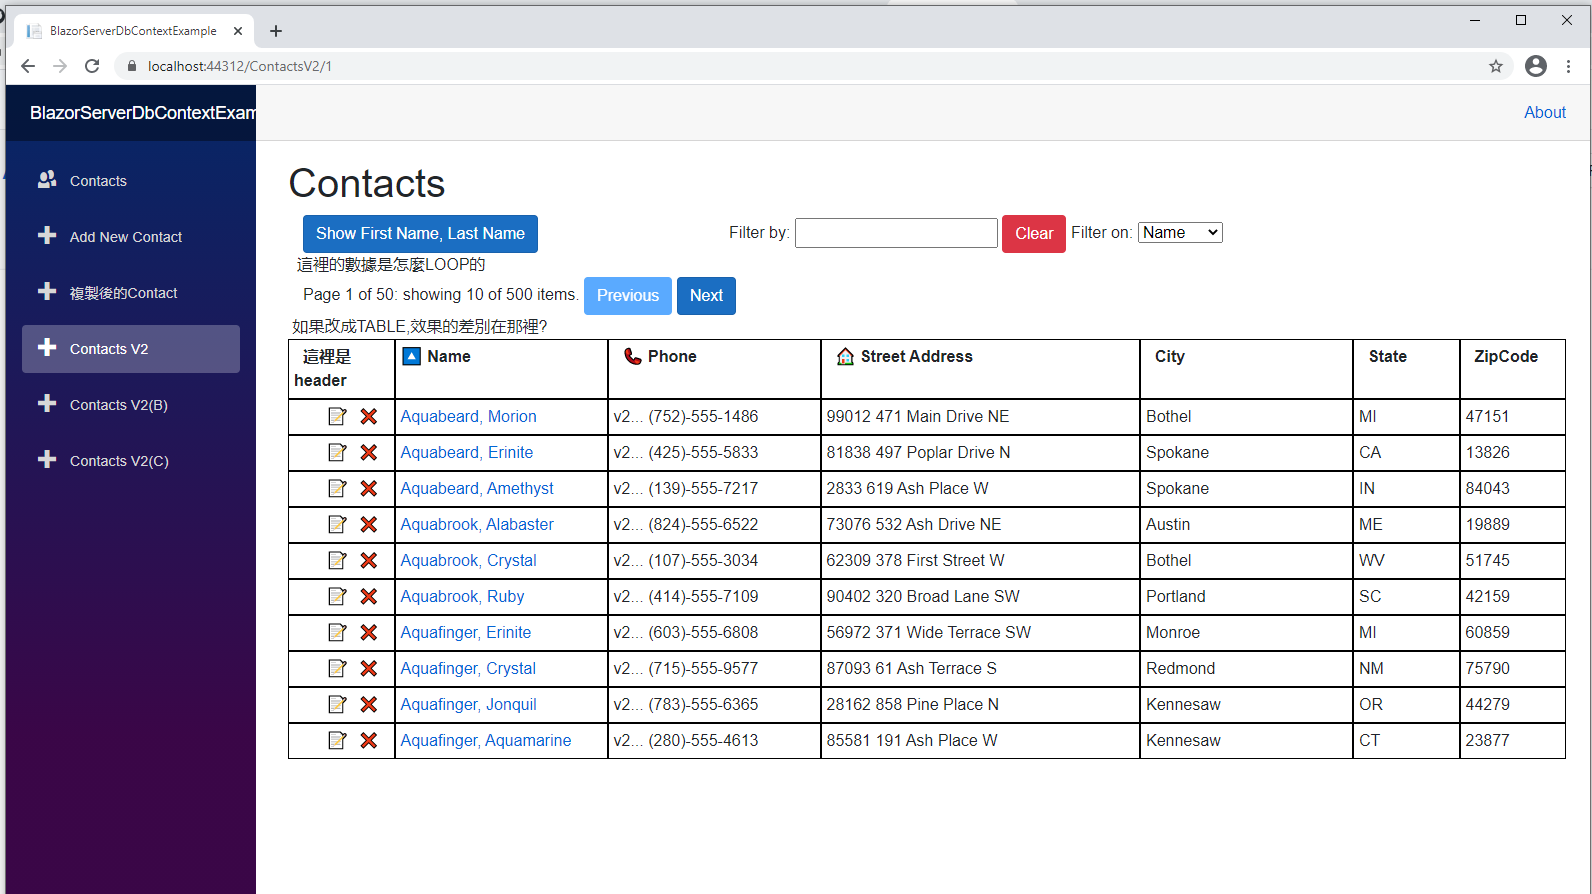 BlazorServerDbContextExample
localhost:44312/ContactsV2/1
BlazorServerDbContextExam
About
Contacts
Add New Contact
複製後的Contact
Contacts V2
Contacts V2(B)
Contacts V2(C)
Contacts
Show First Name, Last Name
Filter by: Clear Filter on: Name
這裡的數據是怎麼LOOP的
Page 1 of 50: showing 10 of 500 items. Previous Next
如果改成TABLE,效果的差別在那裡?
這裡是 header Name Phone Street Address City State ZipCode
Aquabeard, Morion v2... (752)-555-1486 99012 471 Main Drive NE Bothel MI 47151
Aquabeard, Erinite v2... (425)-555-5833 81838 497 Poplar Drive N Spokane CA 13826
Aquabeard, Amethyst v2... (139)-555-7217 2833 619 Ash Place W Spokane IN 84043
Aquabrook, Alabaster v2... (824)-555-6522 73076 532 Ash Drive NE Austin ME 19889
Aquabrook, Crystal v2... (107)-555-3034 62309 378 First Street W Bothel WV 51745
Aquabrook, Ruby v2... (414)-555-7109 90402 320 Broad Lane SW Portland SC 42159
Aquafinger, Erinite v2... (603)-555-6808 56972 371 Wide Terrace SW Monroe MI 60859
Aquafinger, Crystal v2... (715)-555-9577 87093 61 Ash Terrace S Redmond NM 75790
Aquafinger, Jonquil v2... (783)-555-6365 28162 858 Pine Place N Kennesaw OR 44279
Aquafinger, Aquamarine v2... (280)-555-4613 85581 191 Ash Place W Kennesaw CT 23877